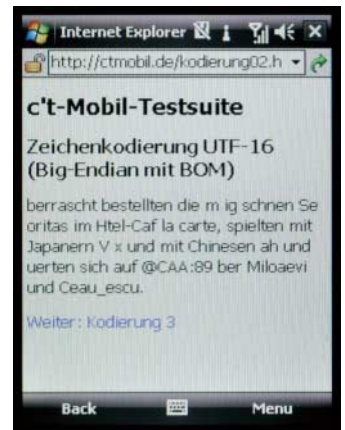 Internet Explorer
http://ctmobil.de/kodierung02.h
c't-Mobil-Testsuite
Zeichenkodierung UTF-16
(Big-Endian mit BOM)
berrascht bestellten die m ig schnen Se
oritas im Htel-Caf la carte, spielten mit
Japanern V x und mit Chinesen ah und
uerten sich auf @CAA:89 ber Miloaevi
und Ceau_escu.
Weiter: Kodierung 3
Back Menu